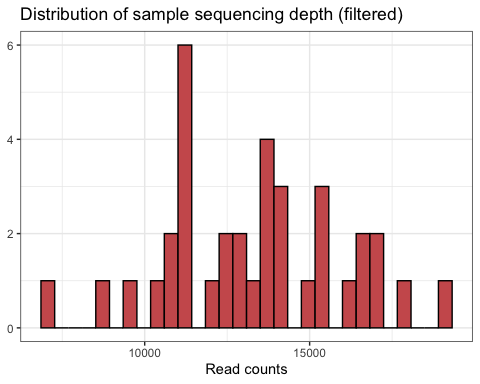 Distribution of sample sequencing depth (filtered)
6
4
2
0
10000 15000
Read counts